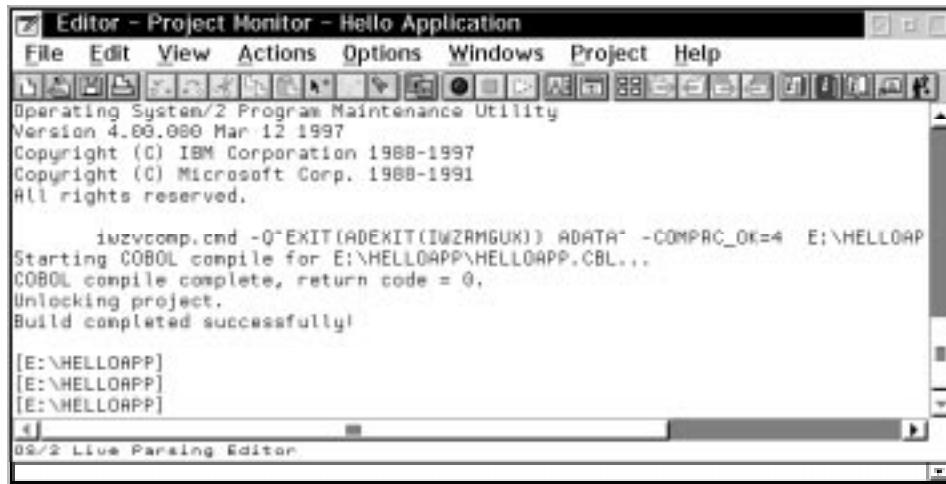 Editor - Project Monitor - Hello Application
File Edit View Actions Options Windows Project Help
Operating System/2 Program Maintenance Utility
Version 4.00.000 Mar 12 1997
Copyright (C) IBM Corporation 1988-1997
Copyright (C) Microsoft Corp. 1988-1991
All rights reserved.
iwzvcomp.cmd -Q"EXIT(ADEXIT(IWZRMGUX)) ADATA" -COMPRC_OK=4 E:\HELLOAP
Starting COBOL compile for E:\HELLOAPP\HELLOAPP.CBL...
COBOL compile complete, return code = 0.
Unlocking project.
Build completed successfully!
[E:\HELLOAPP]
[E:\HELLOAPP]
[E:\HELLOAPP]
OS/2 Live Parsing Editor